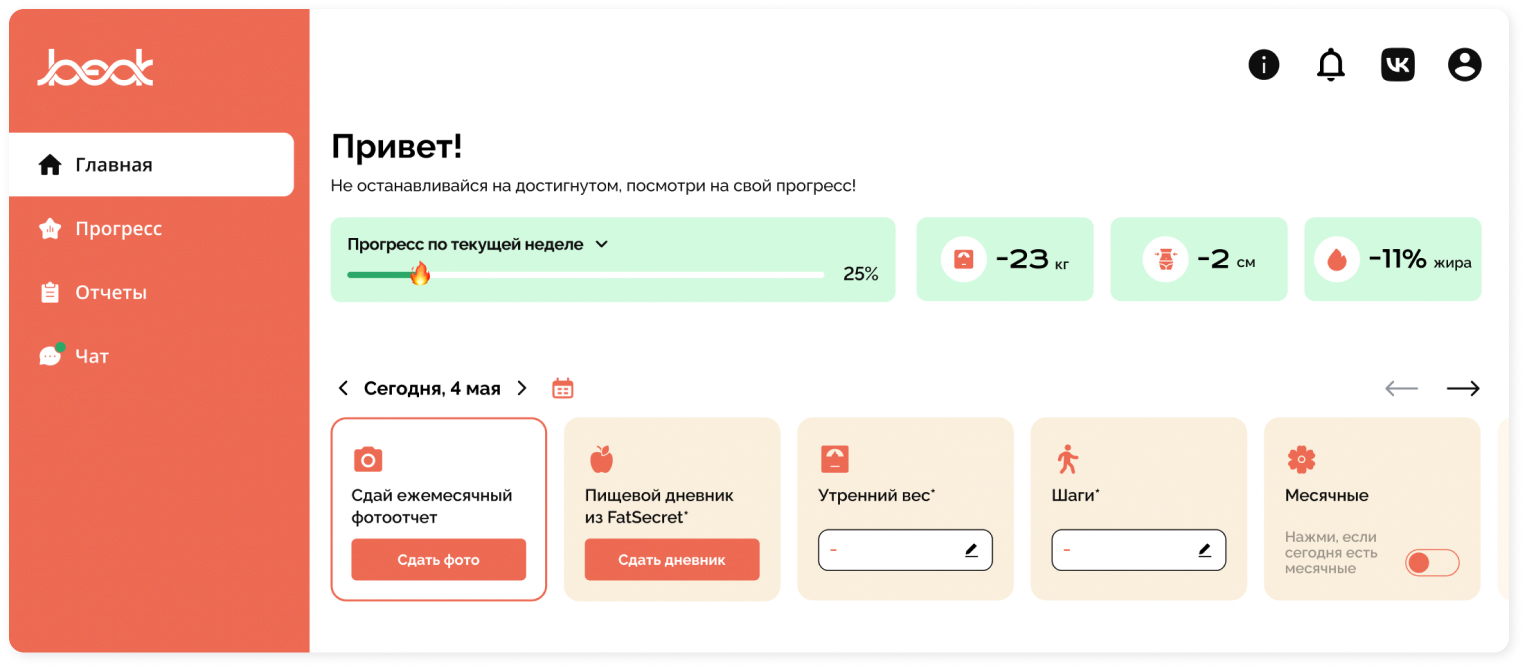 beak
Главная
Прогресс
Отчеты
Чат
Привет!
Не останавливайся на достигнутом, посмотри на свой прогресс!
Прогресс по текущей неделе
25%
-23 кг
-2 см
-11% жира
Сегодня, 4 мая
Сдай ежемесячный
фотоотчет
Сдать фото
Пищевой дневник
из FatSecret*
Сдать дневник
Утренний вес*
-
Шаги*
-
Месячные
Нажми, если
сегодня есть
месячные